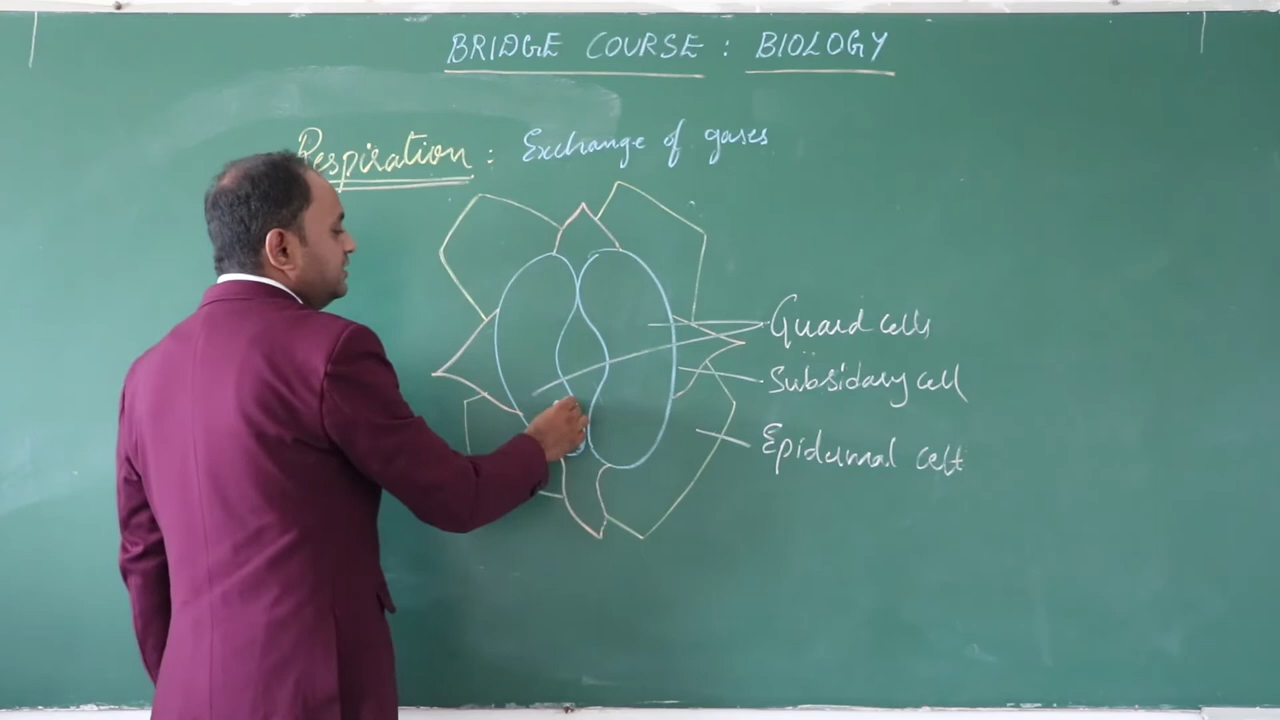 BRIDGE COURSE : BIOLOGY
Respiration : Exchange of gases
Guard cells
Subsidary cell
Epidermal cell